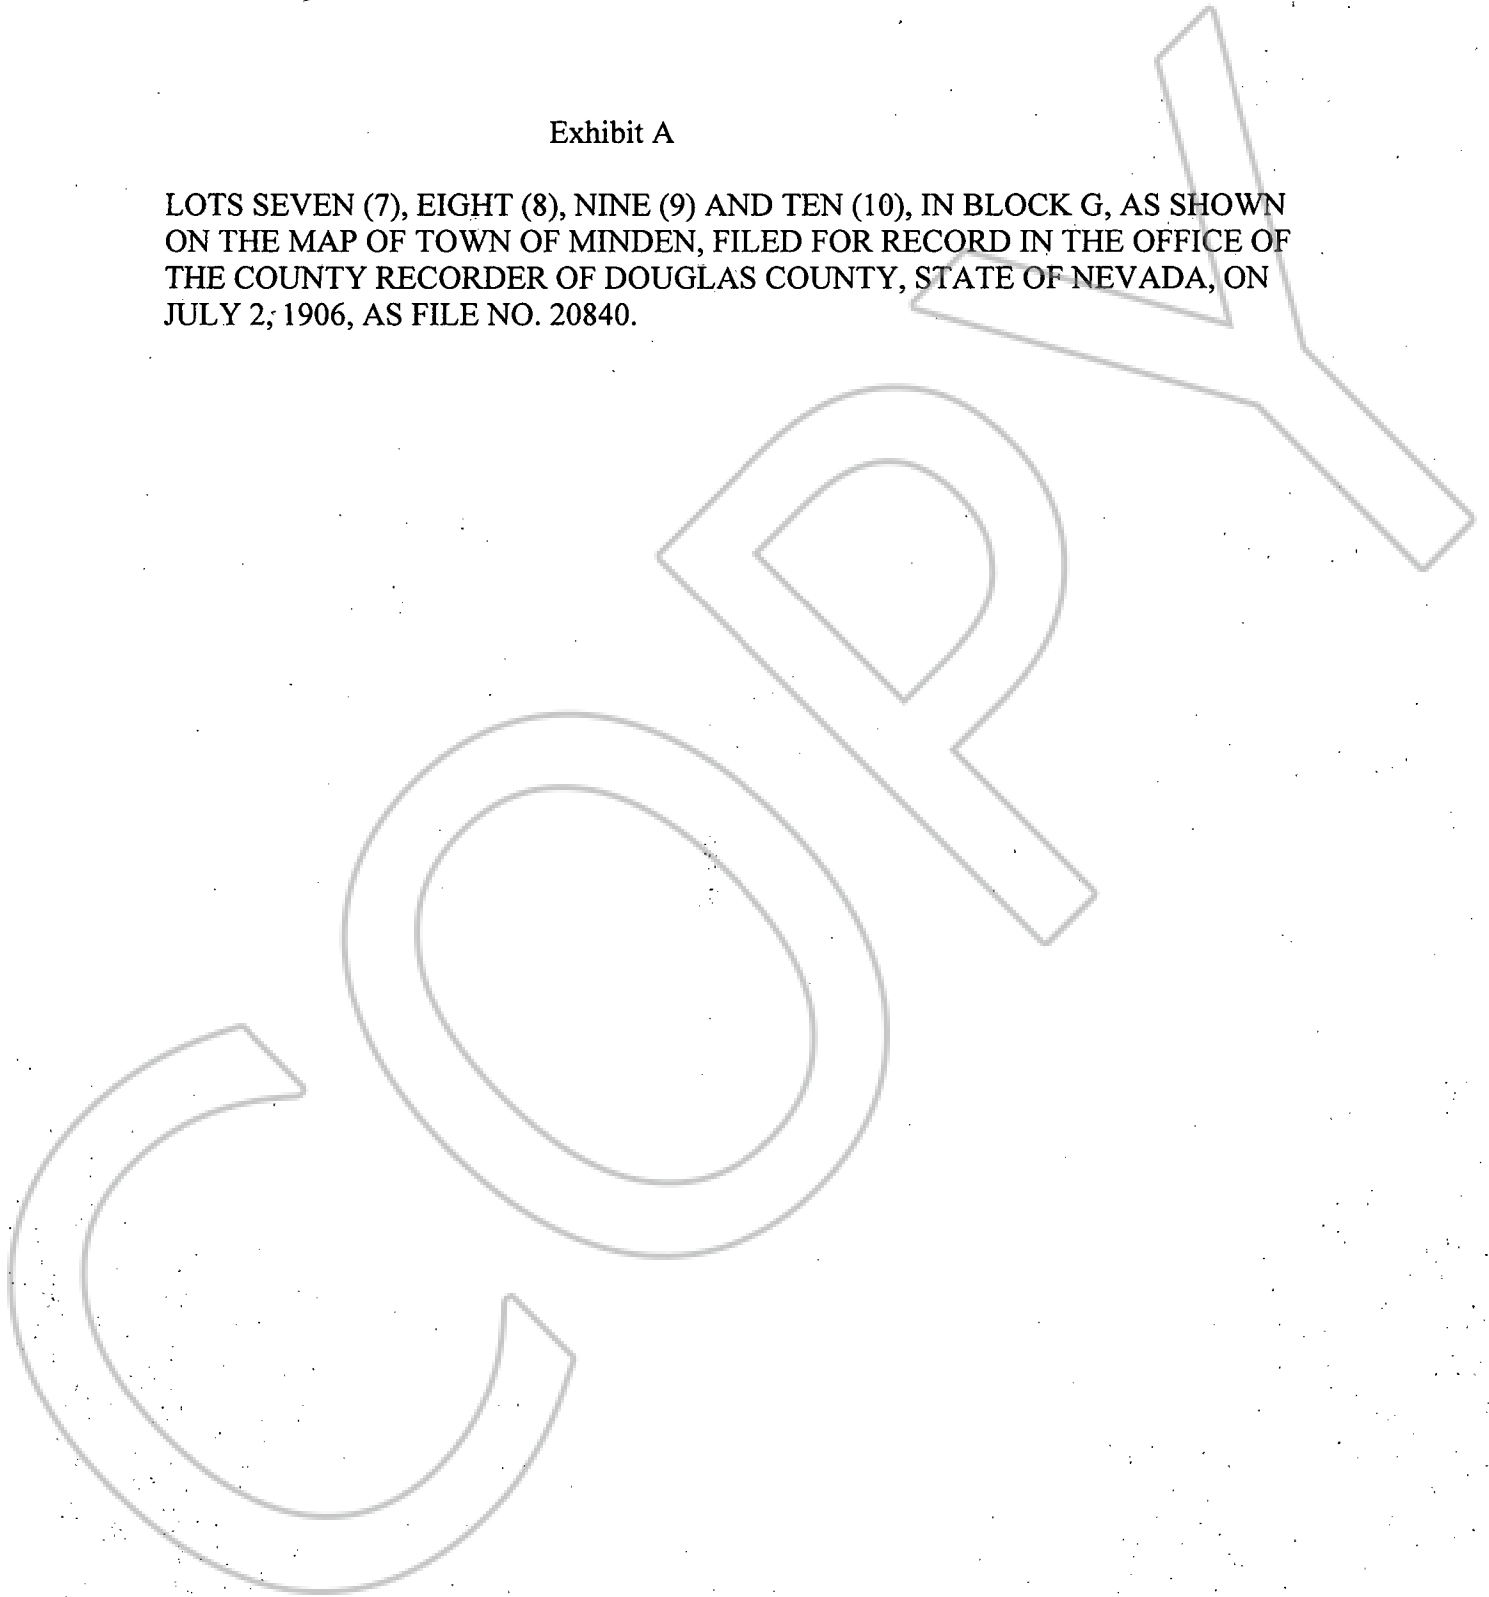 Exhibit A
LOTS SEVEN (7), EIGHT (8), NINE (9) AND TEN (10), IN BLOCK G, AS SHOWN
ON THE MAP OF TOWN OF MINDEN, FILED FOR RECORD IN THE OFFICE OF
THE COUNTY RECORDER OF DOUGLAS COUNTY, STATE OF NEVADA, ON
JULY 2, 1906, AS FILE NO. 20840.
COPY